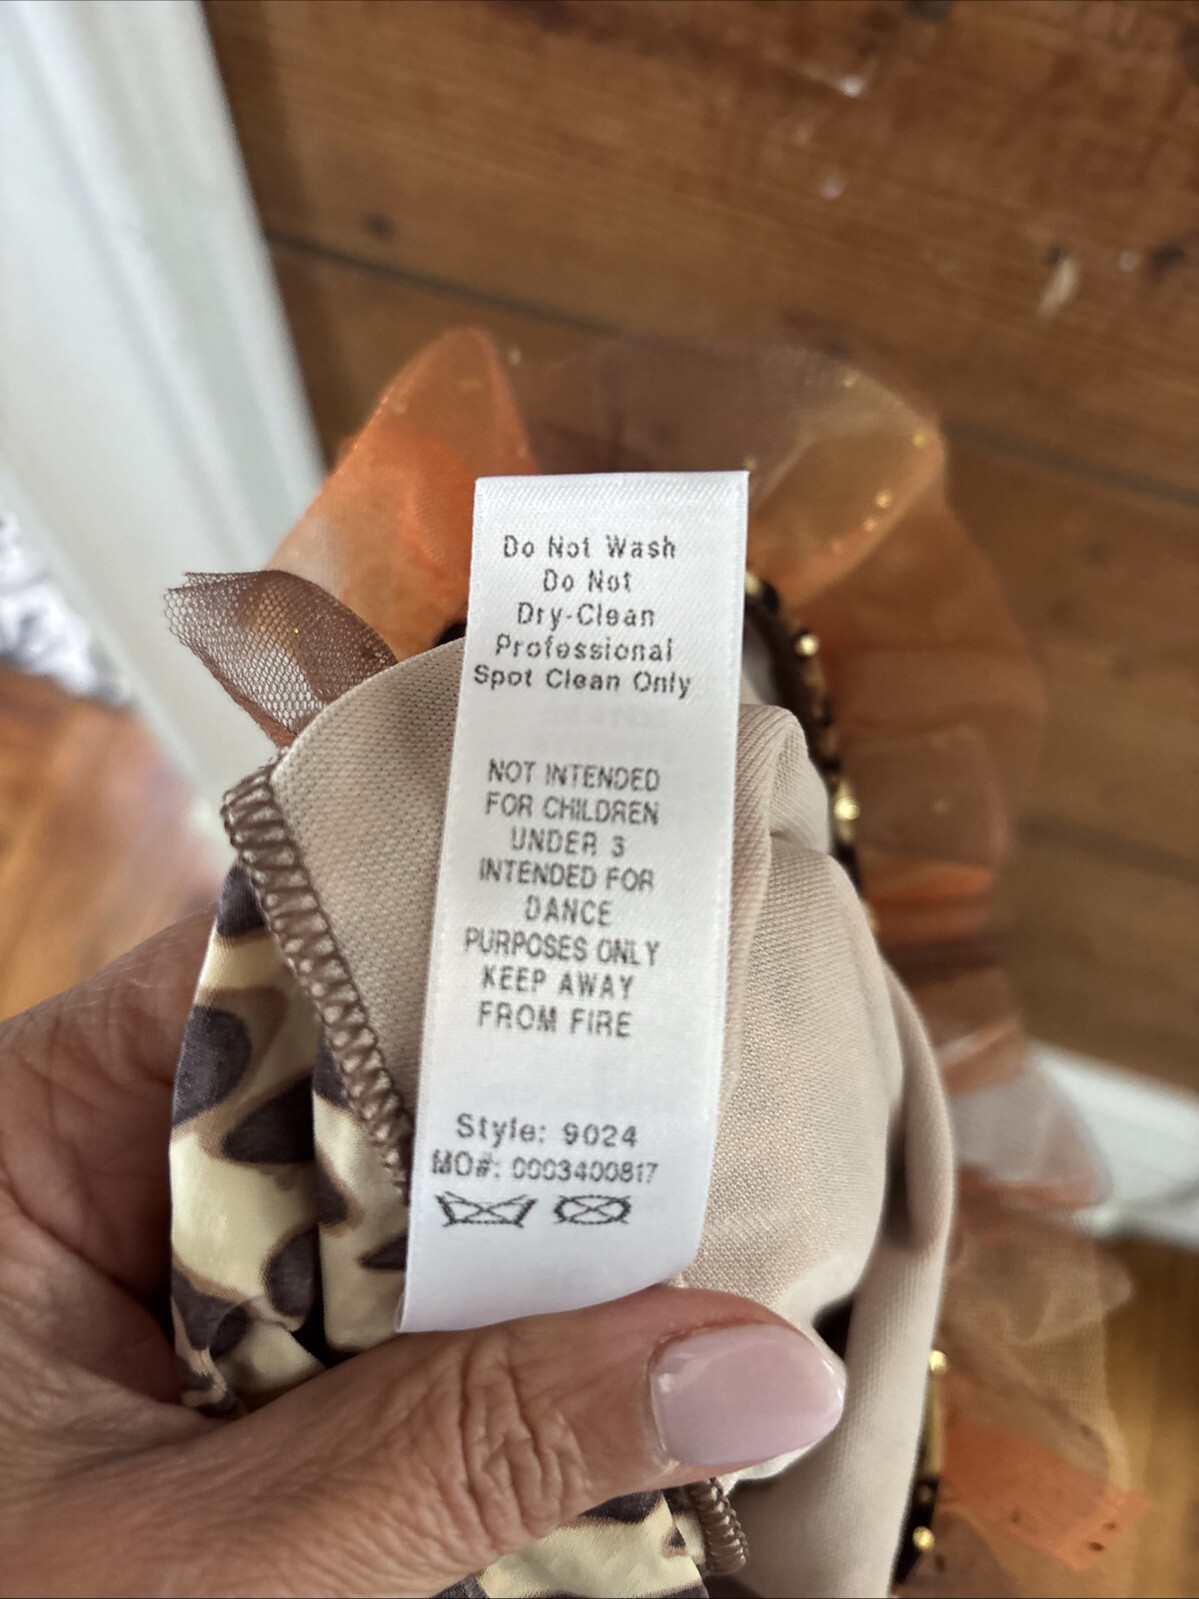 Do Not Wash
Do Not
Dry-Clean
Professional
Spot Clean Only
NOT INTENDED
FOR CHILDREN
UNDER 3
INTENDED FOR
DANCE
PURPOSES ONLY
KEEP AWAY
FROM FIRE
Style: 9024
MO#: 0003400817